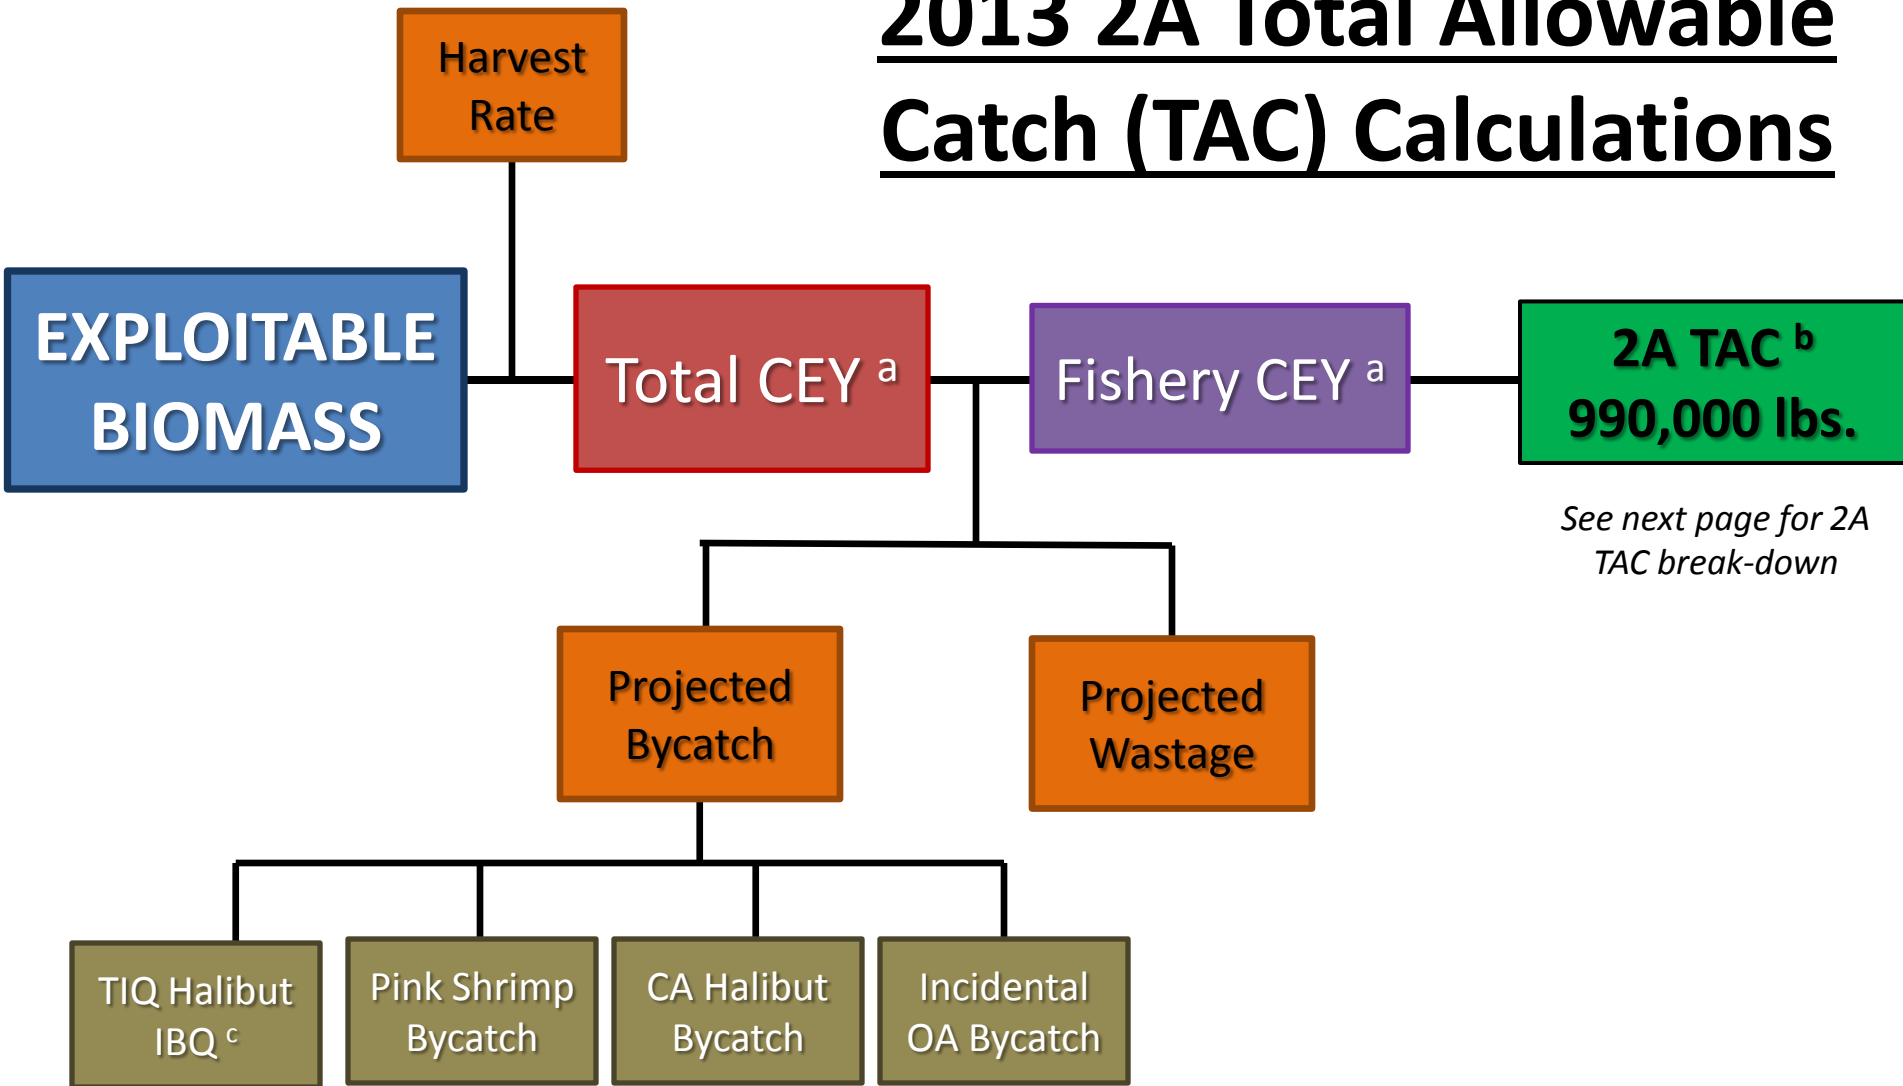 2013 2A Total Allowable
Catch (TAC) Calculations
Harvest
Rate
EXPLOITABLE
BIOMASS
Total CEY a
Fishery CEY a
2A TAC b
990,000 lbs.
See next page for 2A
TAC break-down
Projected
Bycatch
Projected
Wastage
TIQ Halibut
IBQ c
Pink Shrimp
Bycatch
CA Halibut
Bycatch
Incidental
OA Bycatch